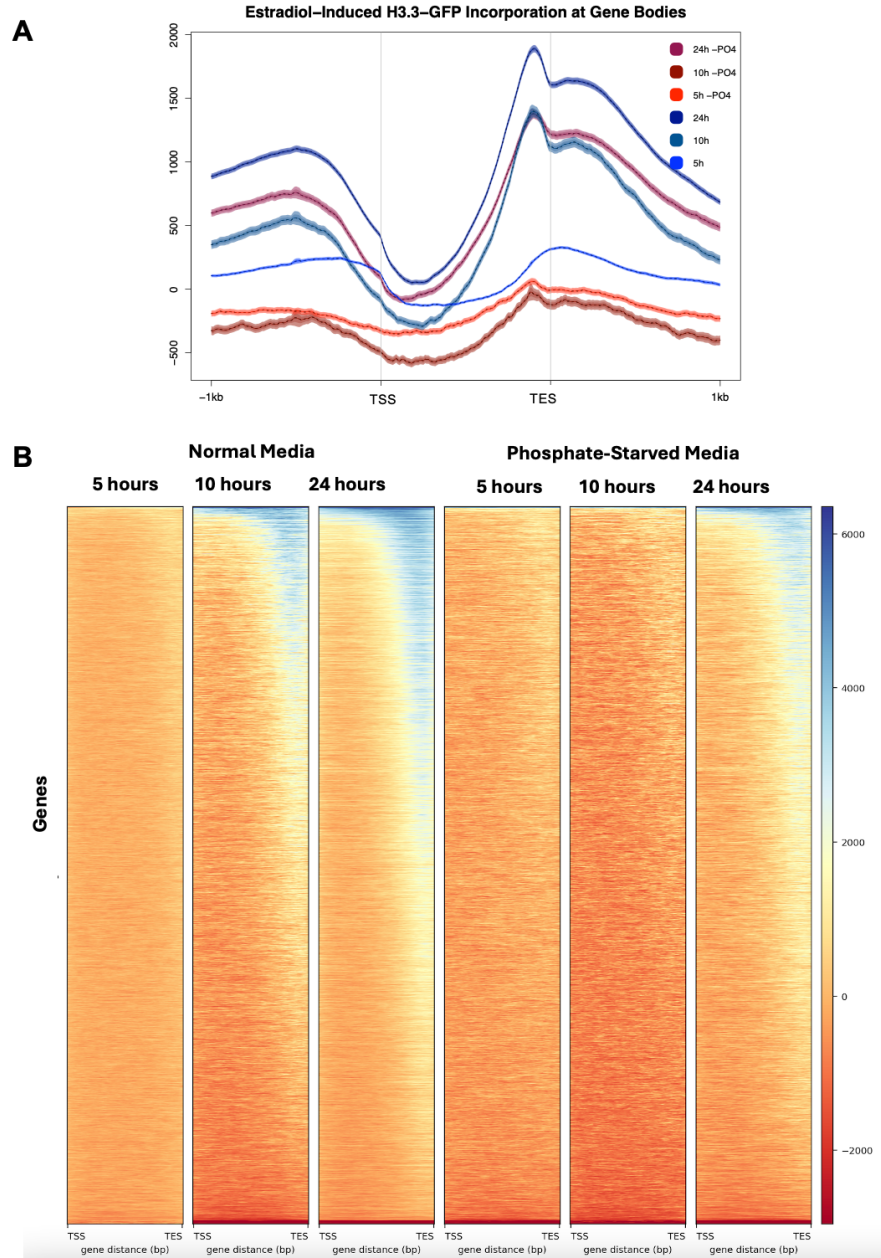 A
Estradiol–Induced H3.3–GFP Incorporation at Gene Bodies
2000
1500
1000
500
0
−500
24h −PO4
10h −PO4
5h −PO4
24h
10h
5h
−1kb
TSS
TES
1kb
B
Normal Media
Phosphate-Starved Media
5 hours
10 hours
24 hours
5 hours
10 hours
24 hours
Genes
6000
4000
2000
0
−2000
TSS TES
TSS TES
TSS TES
TSS TES
TSS TES
TSS TES
gene distance (bp)
gene distance (bp)
gene distance (bp)
gene distance (bp)
gene distance (bp)
gene distance (bp)